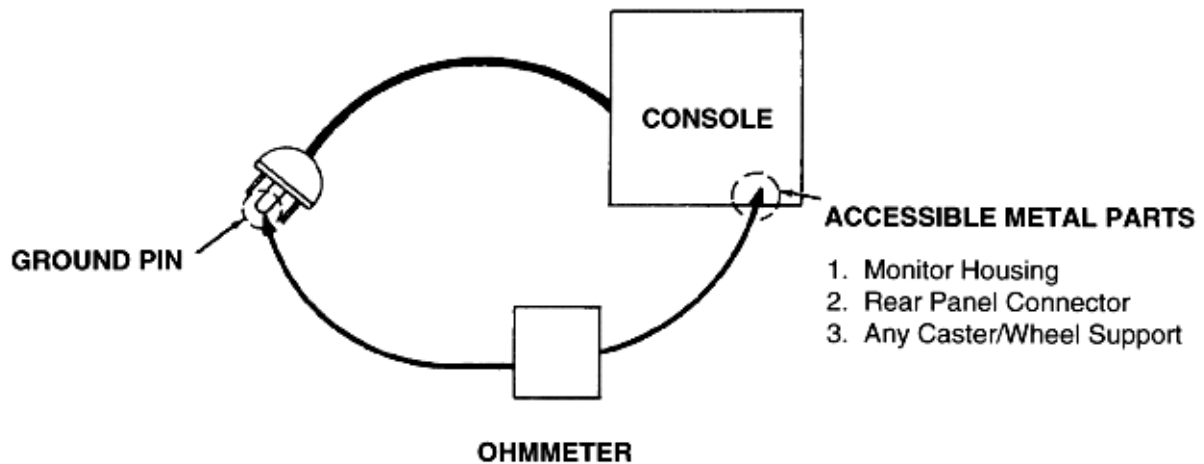 CONSOLE
GROUND PIN
ACCESSIBLE METAL PARTS
1. Monitor Housing
2. Rear Panel Connector
3. Any Caster/Wheel Support
OHMMETER